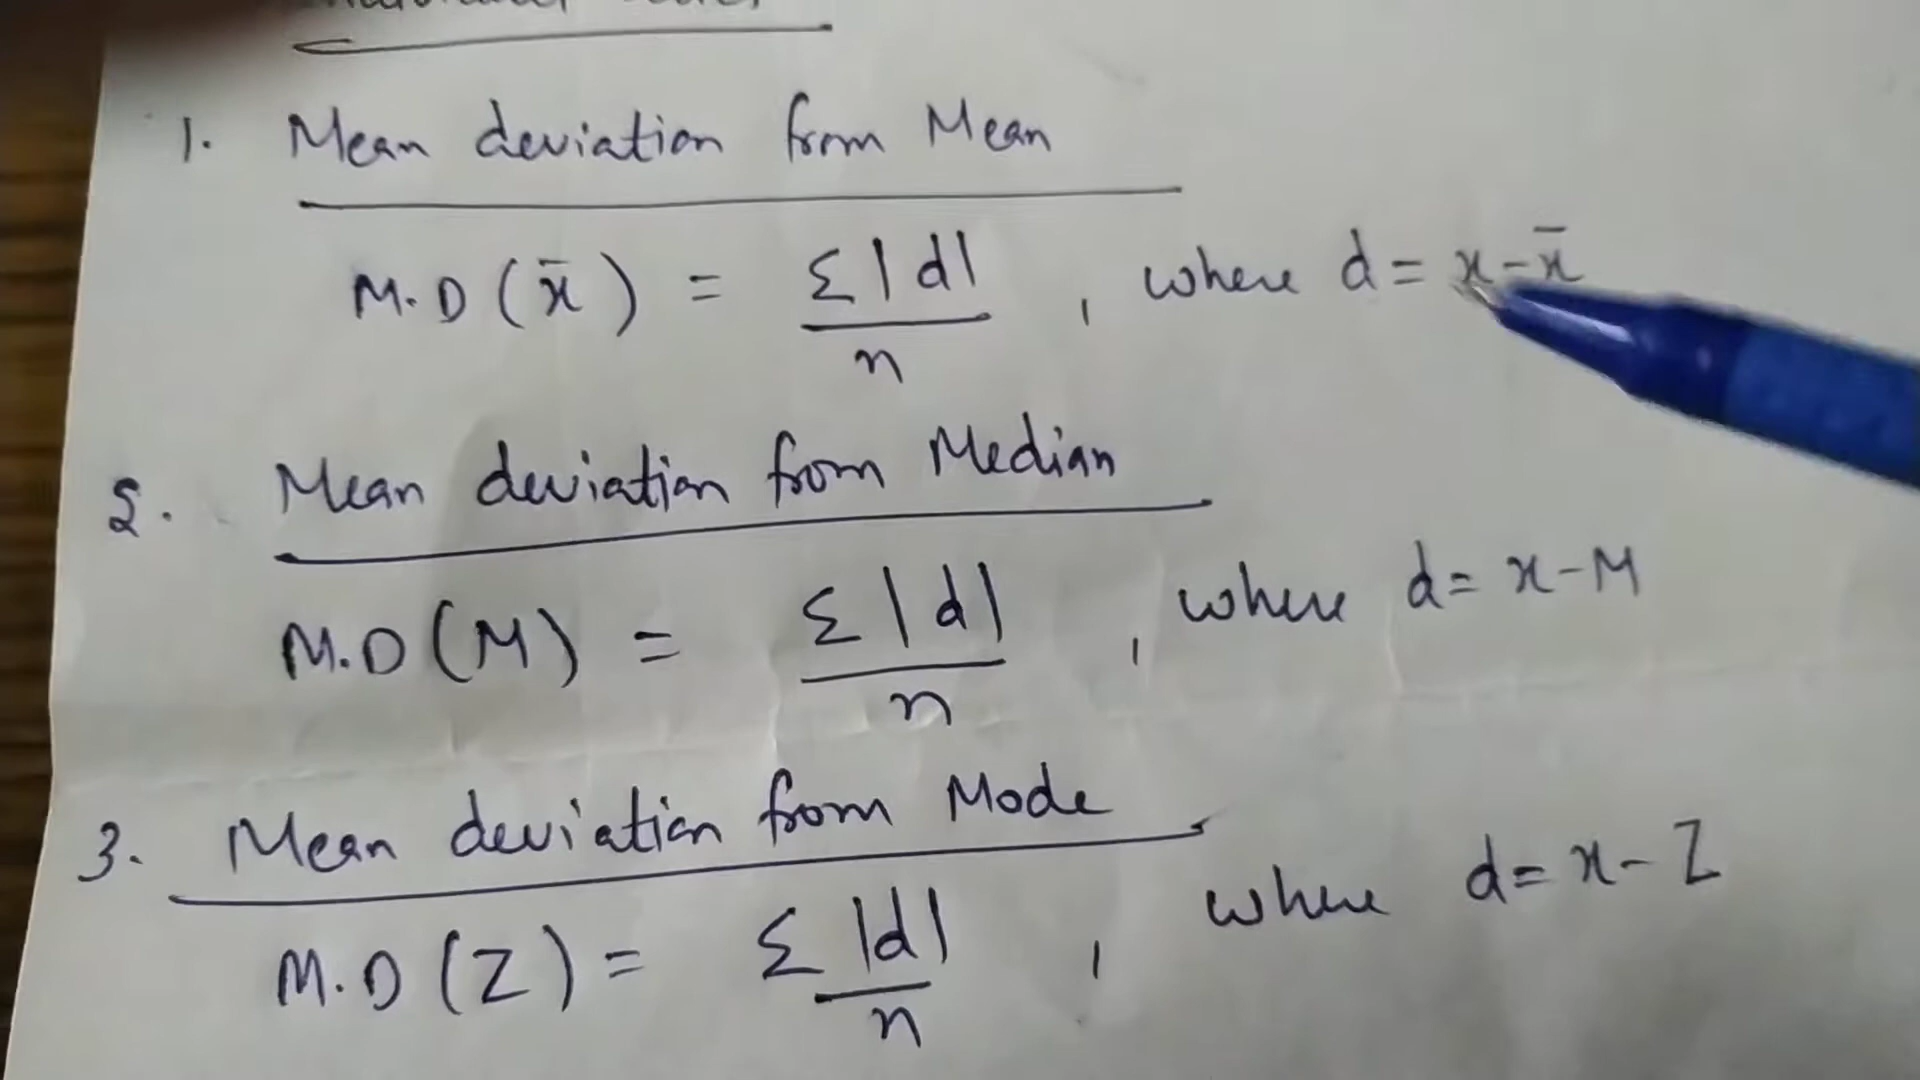 1. Mean deviation from Mean
M.D (x̄) = Σ|d| / n , where d = x - x̄
2. Mean deviation from Median
M.D (M) = Σ|d| / n , where d = x - M
3. Mean deviation from Mode
M.D (Z) = Σ|d| / n , where d = x - Z